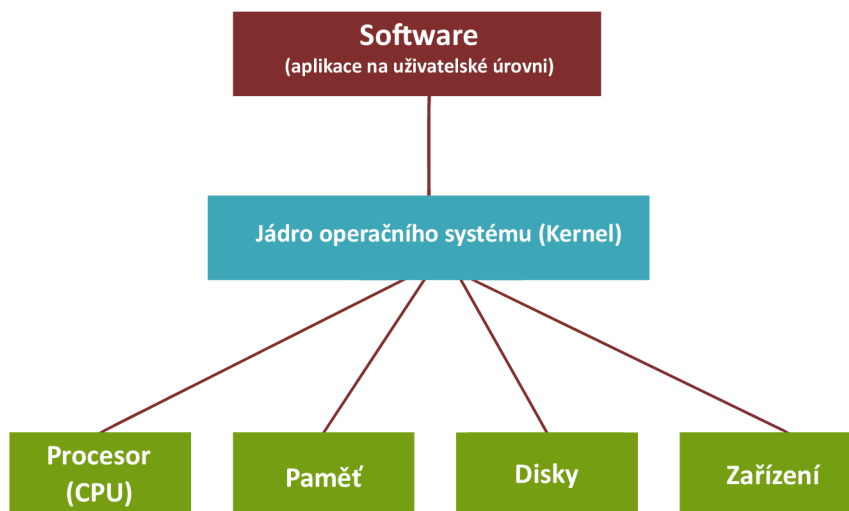 Software
(aplikace na uživatelské úrovni)
Jádro operačního systému (Kernel)
Procesor
(CPU)
Paměť
Disky
Zařízení